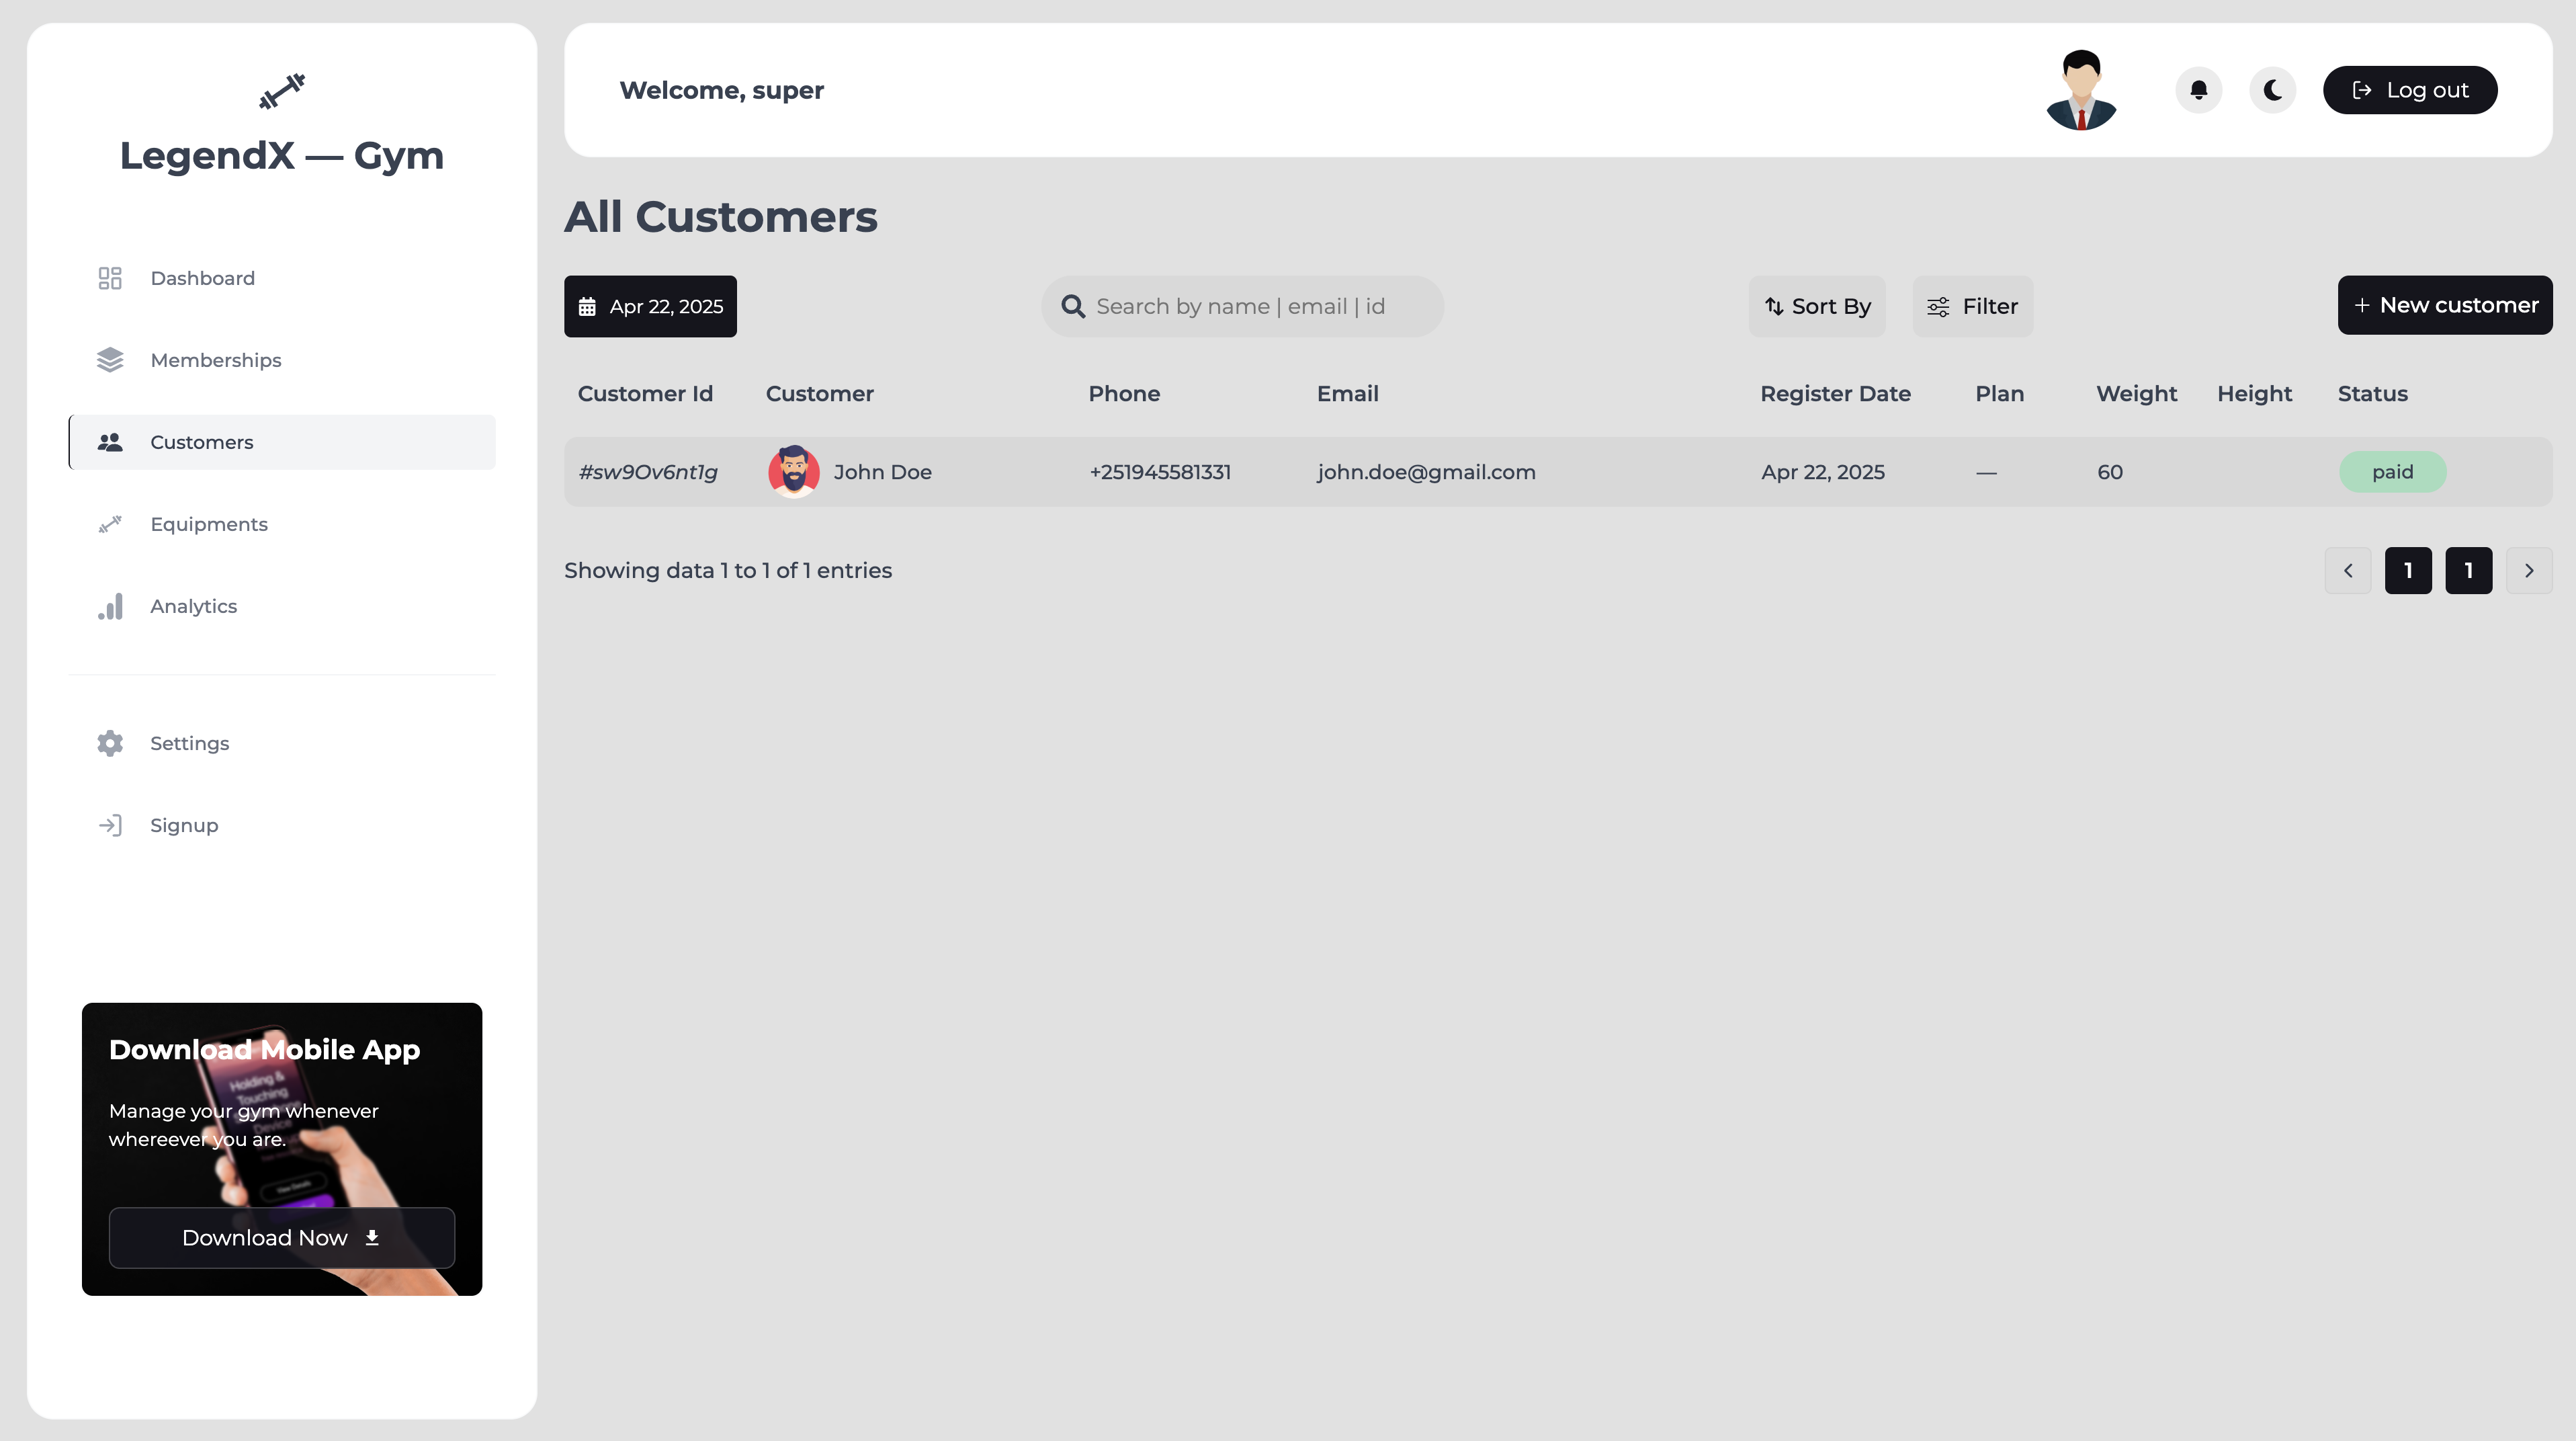 LegendX — Gym
Dashboard
Memberships
Customers
Equipments
Analytics
Settings
Signup
Download Mobile App
Holding &
Touching
Device
Manage your gym whenever
whereever you are.
Download Now
Welcome, super
Log out
All Customers
Apr 22, 2025
Search by name | email | id
Sort By
Filter
+ New customer
Customer Id Customer Phone Email Register Date Plan Weight Height Status
#sw9Ov6nt1g John Doe +251945581331 john.doe@gmail.com Apr 22, 2025 — 60 paid
Showing data 1 to 1 of 1 entries
1 1